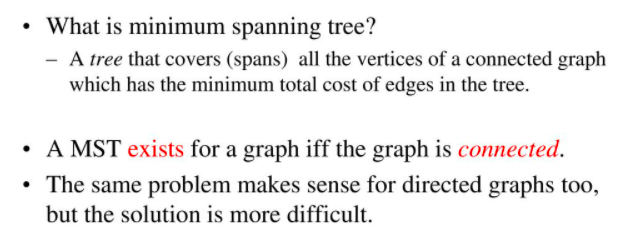 • What is minimum spanning tree?
– A tree that covers (spans) all the vertices of a connected graph
which has the minimum total cost of edges in the tree.
• A MST exists for a graph iff the graph is connected.
• The same problem makes sense for directed graphs too,
but the solution is more difficult.